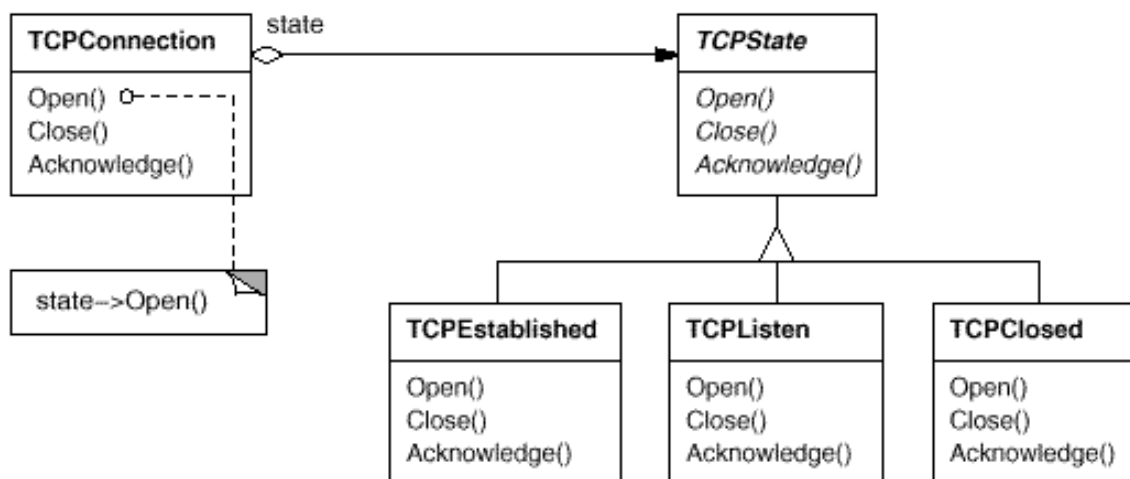 TCPConnection
Open()
Close()
Acknowledge()
state
TCPState
Open()
Close()
Acknowledge()
state->Open()
TCPEstablished
Open()
Close()
Acknowledge()
TCPListen
Open()
Close()
Acknowledge()
TCPClosed
Open()
Close()
Acknowledge()